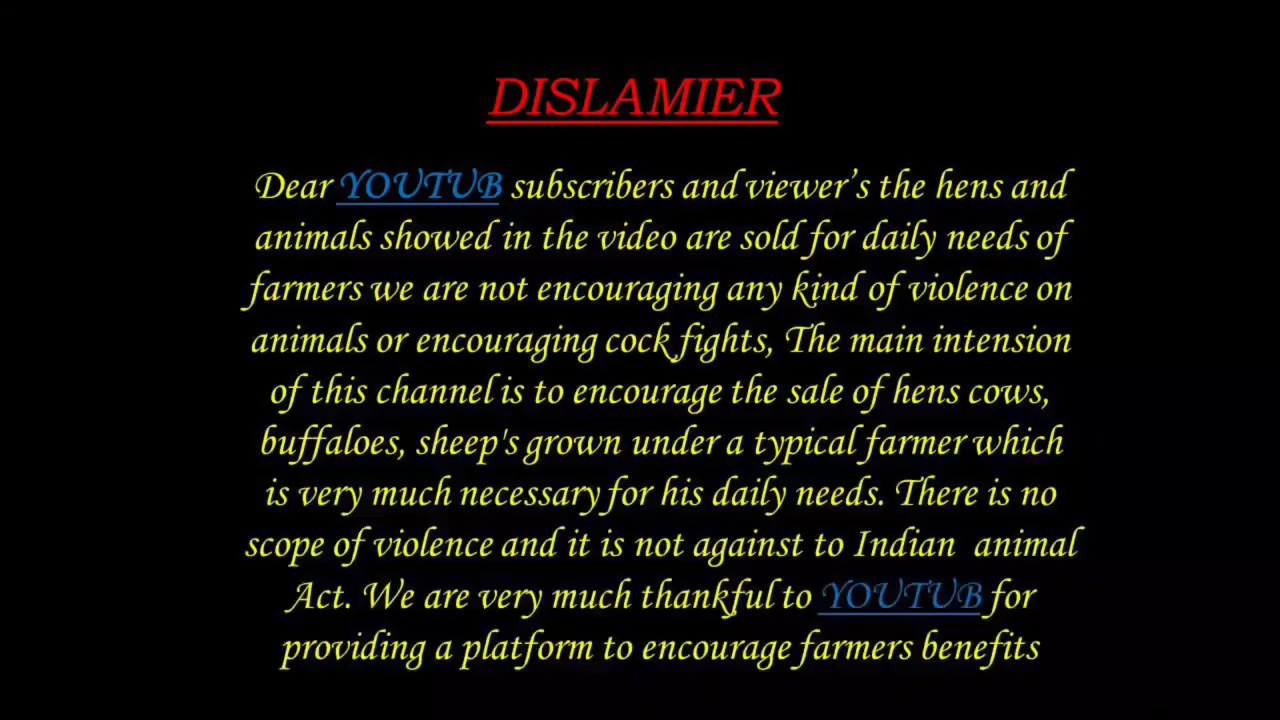 DISLAMIER
Dear YOUTUB subscribers and viewer’s the hens and
animals showed in the video are sold for daily needs of
farmers we are not encouraging any kind of violence on
animals or encouraging cock fights, The main intension
of this channel is to encourage the sale of hens cows,
buffaloes, sheep's grown under a typical farmer which
is very much necessary for his daily needs. There is no
scope of violence and it is not against to Indian animal
Act. We are very much thankful to YOUTUB for
providing a platform to encourage farmers benefits